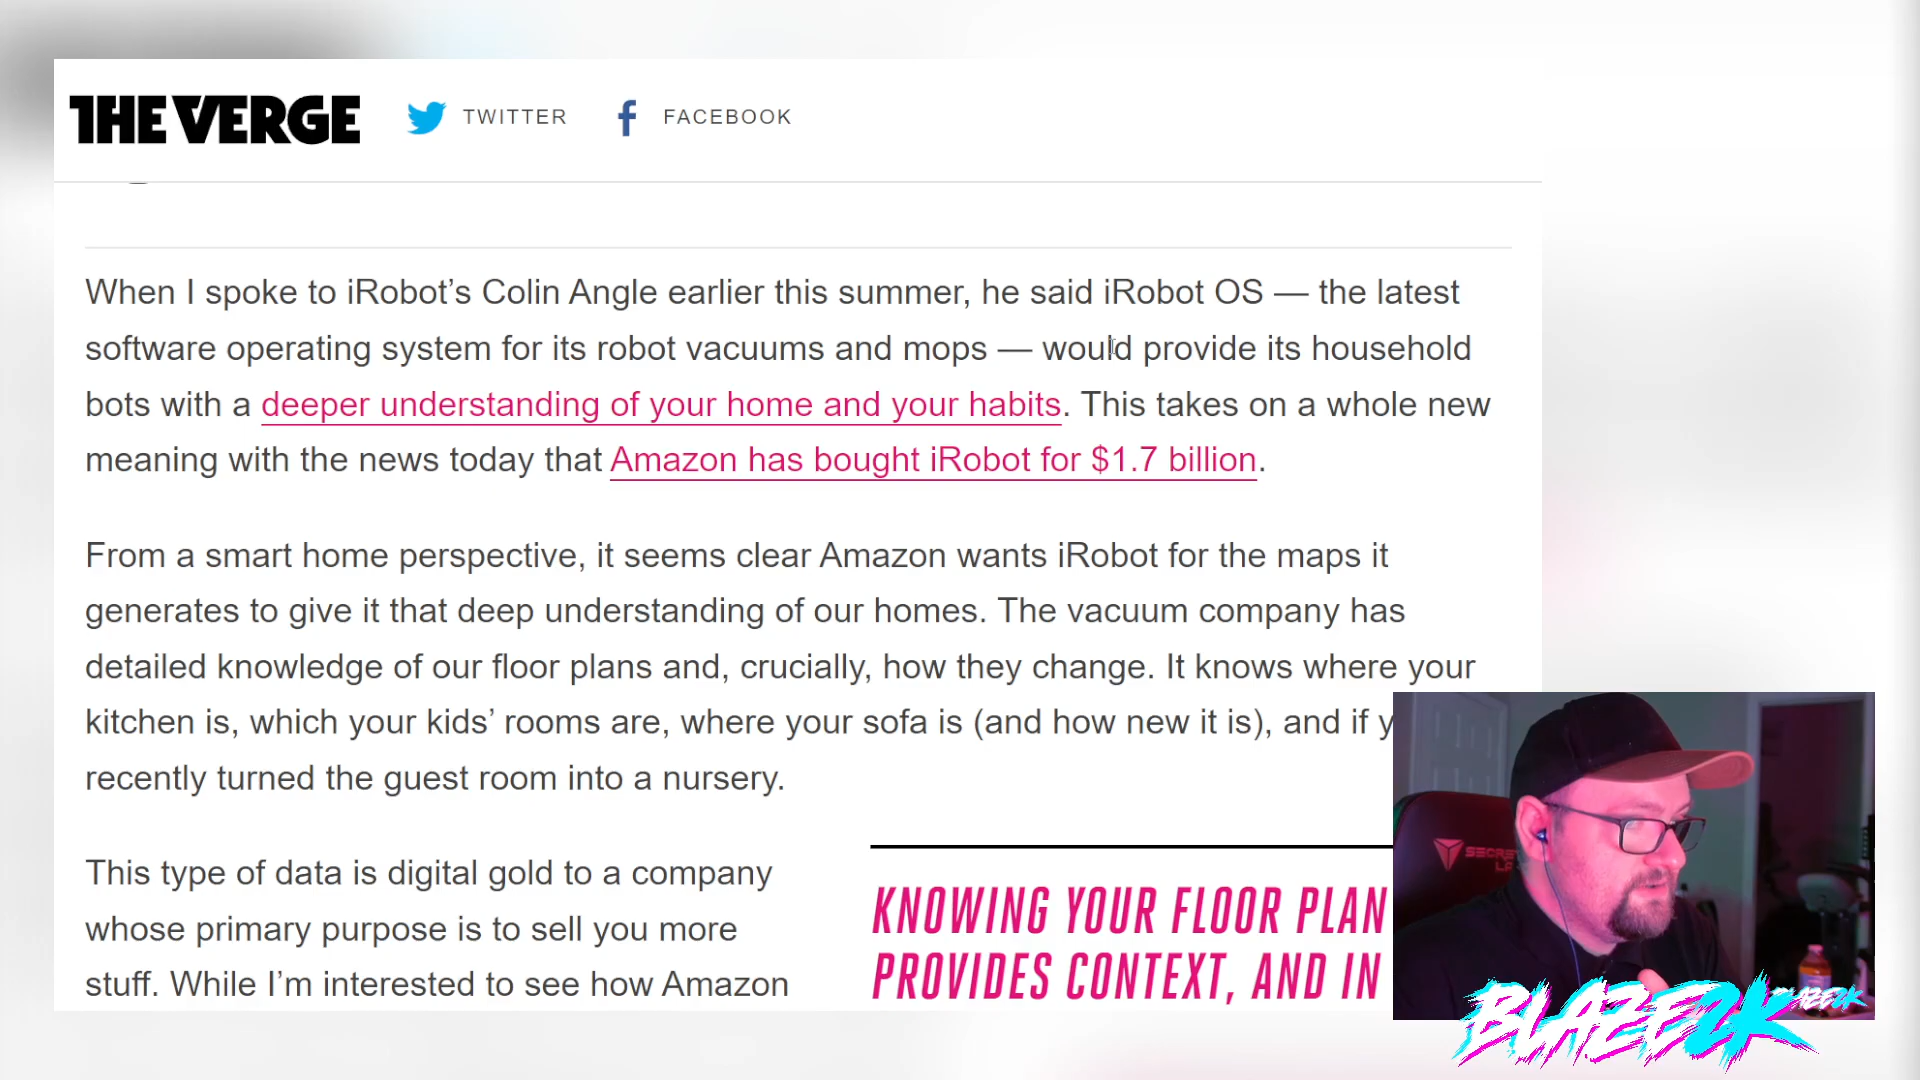 THE VERGE TWITTER FACEBOOK
When I spoke to iRobot’s Colin Angle earlier this summer, he said iRobot OS — the latest
software operating system for its robot vacuums and mops — would provide its household
bots with a deeper understanding of your home and your habits. This takes on a whole new
meaning with the news today that Amazon has bought iRobot for $1.7 billion.
From a smart home perspective, it seems clear Amazon wants iRobot for the maps it
generates to give it that deep understanding of our homes. The vacuum company has
detailed knowledge of our floor plans and, crucially, how they change. It knows where your
kitchen is, which your kids’ rooms are, where your sofa is (and how new it is), and if
recently turned the guest room into a nursery.
This type of data is digital gold to a company
whose primary purpose is to sell you more
stuff. While I’m interested to see how Amazon
KNOWING YOUR FLOOR PLAN
PROVIDES CONTEXT, AND IN
BLAZE2K
BLAZE2K